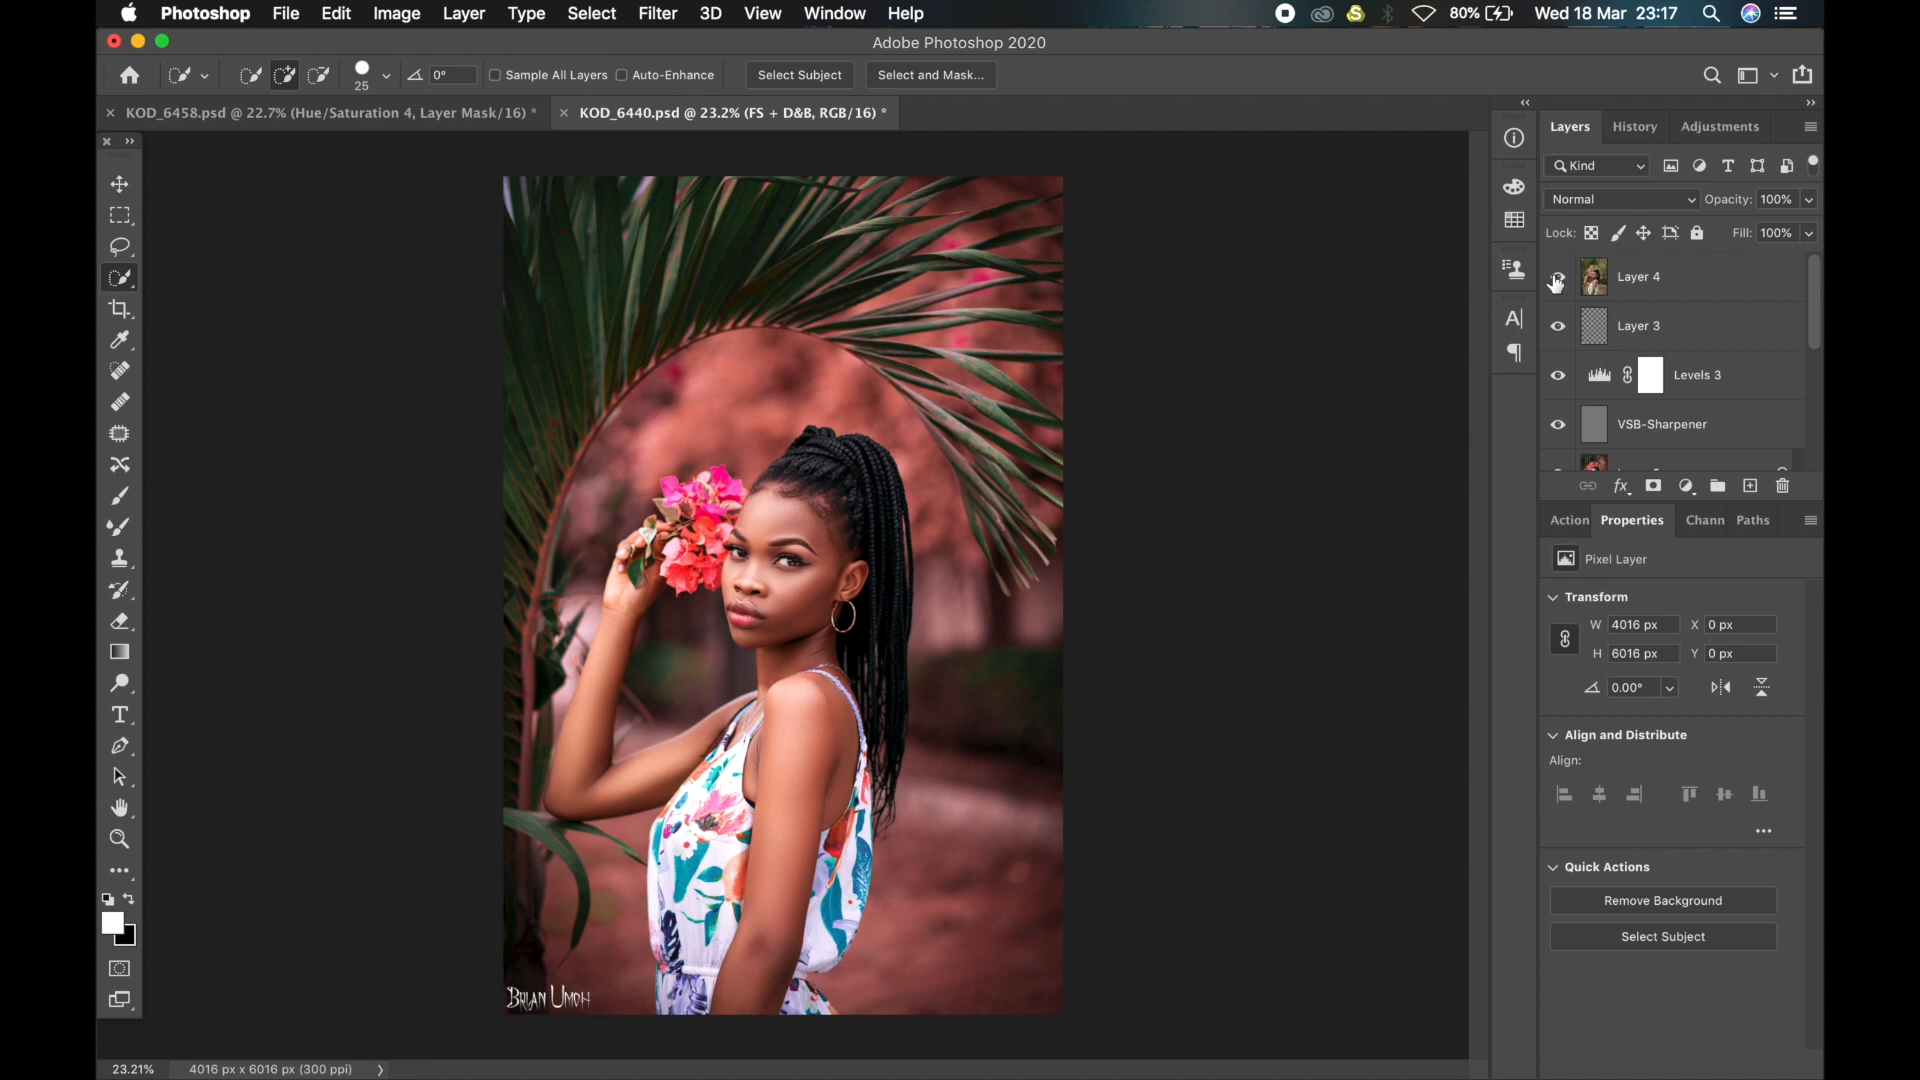 Photoshop File Edit Image Layer Type Select Filter 3D View Window Help 80% Wed 18 Mar 23:17
Adobe Photoshop 2020
25 0° Sample All Layers Auto-Enhance Select Subject Select and Mask...
KOD_6458.psd @ 22.7% (Hue/Saturation 4, Layer Mask/16) * KOD_6440.psd @ 23.2% (FS + D&B, RGB/16) *
Layers History Adjustments
Kind
Normal Opacity: 100%
Lock: Fill: 100%
Layer 4
Layer 3
Levels 3
VSB-Sharpener
Action Properties Chann Paths
Pixel Layer
Transform
W 4016 px X 0 px
H 6016 px Y 0 px
0.00°
Align and Distribute
Align:
Quick Actions
Remove Background
Select Subject
Brian Umoh
23.21% 4016 px x 6016 px (300 ppi)